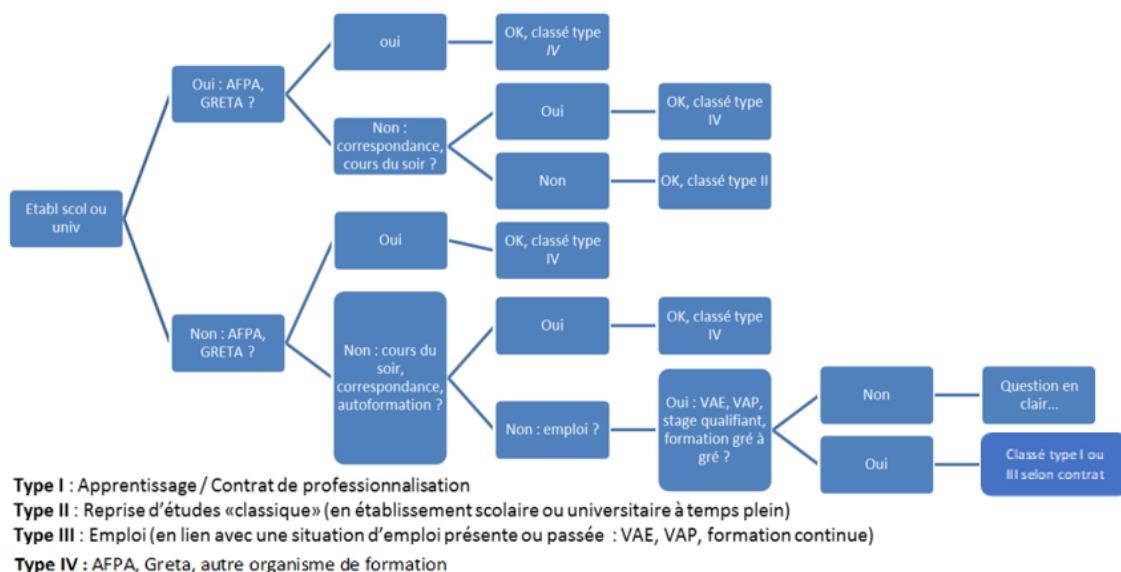 oui
OK, classé type
IV
Oui : AFPA,
GRETA ?
Non :
correspondance,
cours du soir ?
Oui
OK, classé type
IV
Non
OK, classé type II
Etabl scol ou
univ
Oui
OK, classé type
IV
Non : AFPA,
GRETA ?
Non : cours du
soir,
correspondance,
autoformation ?
Oui
OK, classé type
IV
Non : emploi ?
Oui : VAE, VAP,
stage qualifiant,
formation gré à
gré ?
Non
Question en
clair...
Oui
Classé type I ou
III selon contrat
Type I : Apprentissage / Contrat de professionnalisation
Type II : Reprise d'études «classique» (en établissement scolaire ou universitaire à temps plein)
Type III : Emploi (en lien avec une situation d'emploi présente ou passée : VAE, VAP, formation continue)
Type IV : AFPA, Greta, autre organisme de formation